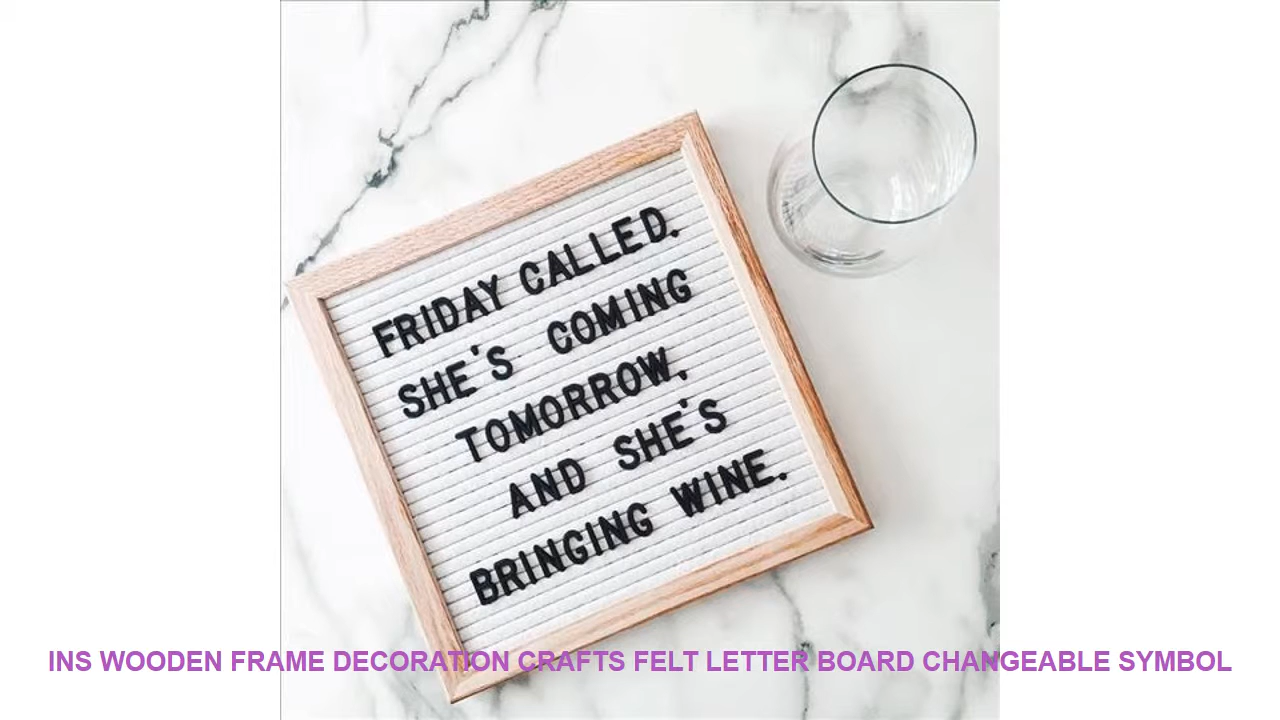 FRIDAY CALLED.
SHE'S COMING
TOMORROW,
AND SHE'S
BRINGING WINE.
INS WOODEN FRAME DECORATION CRAFTS FELT LETTER BOARD CHANGEABLE SYMBOL